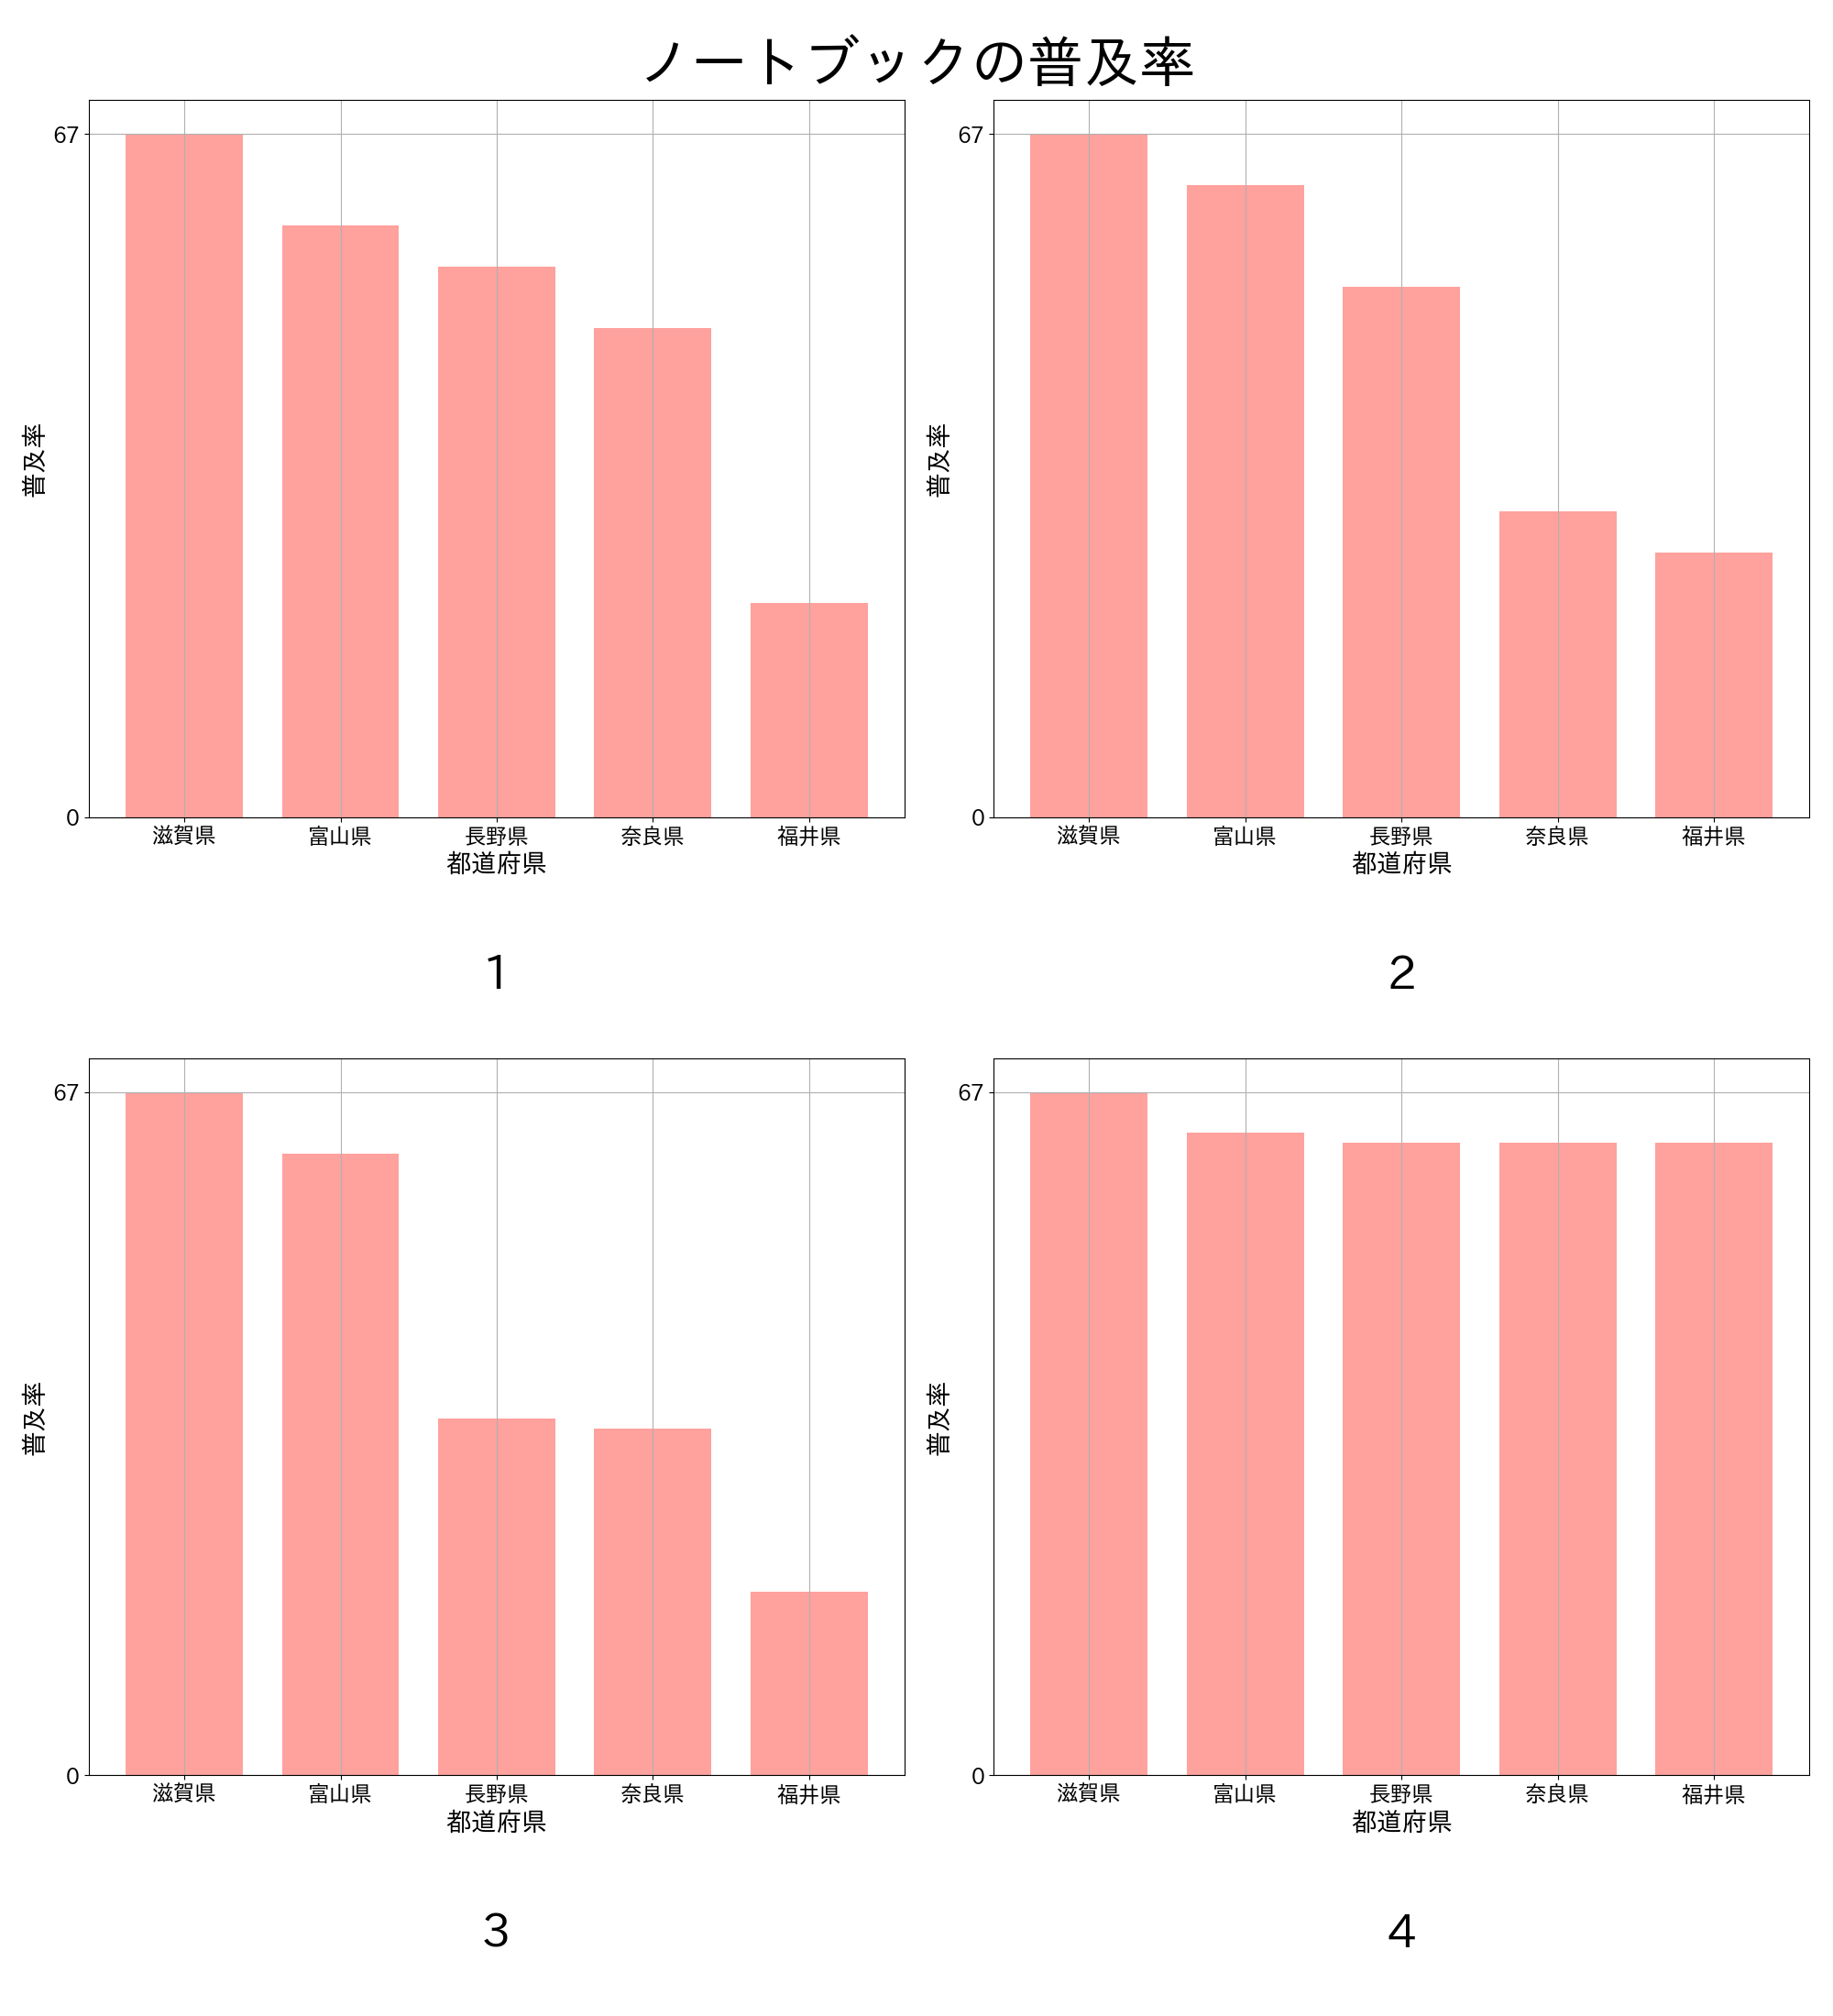 ノートブックの普及率
67
普及率
0
滋賀県 富山県 長野県 奈良県 福井県
都道府県
1
67
普及率
0
滋賀県 富山県 長野県 奈良県 福井県
都道府県
2
67
普及率
0
滋賀県 富山県 長野県 奈良県 福井県
都道府県
3
67
普及率
0
滋賀県 富山県 長野県 奈良県 福井県
都道府県
4